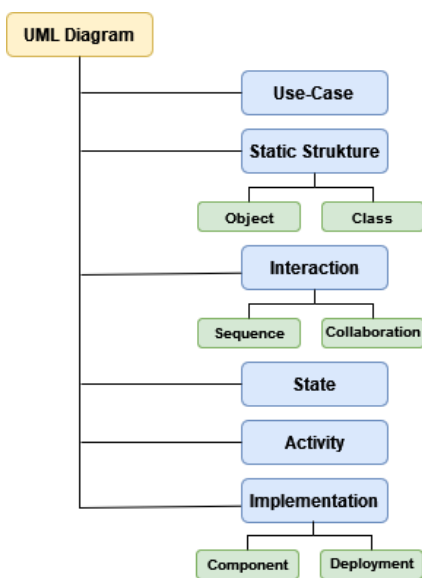 UML Diagram
Use-Case
Static Strukture
Object
Class
Interaction
Sequence
Collaboration
State
Activity
Implementation
Component
Deployment